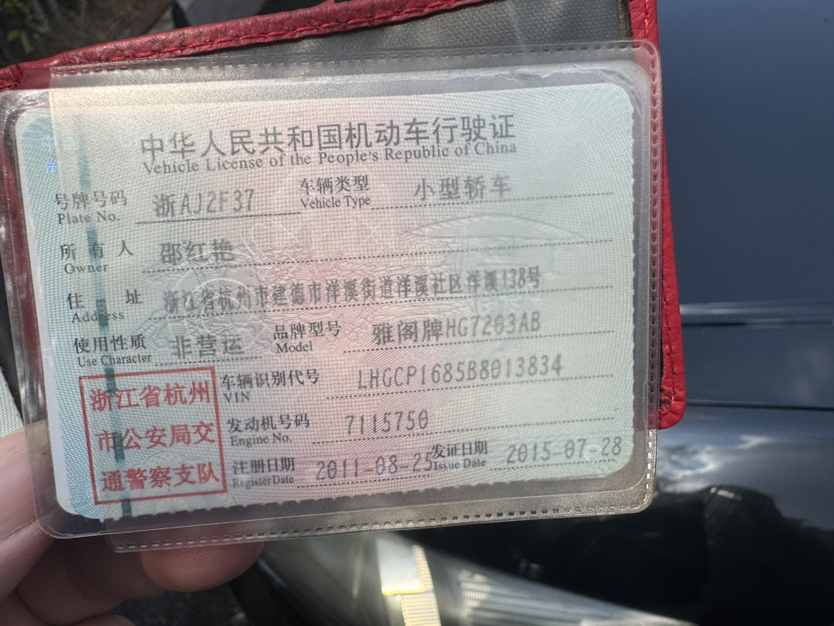 中华人民共和国机动车行驶证
Vehicle License of the People's Republic of China
号牌号码 浙AJ2F37 车辆类型 小型轿车
Plate No. Vehicle Type
所有人 邵红艳
Owner
住址 浙江省杭州市建德市洋溪街道洋溪社区洋溪138号
Address
使用性质 非营运 品牌型号 雅阁牌HG7203AB
Use Character Model
浙江省杭州
市公安局交
通警察支队
车辆识别代号 LHGCP1685B8013834
VIN
发动机号码 7115750
Engine No.
注册日期 2011-08-25 发证日期 2015-07-28
Register Date Issue Date